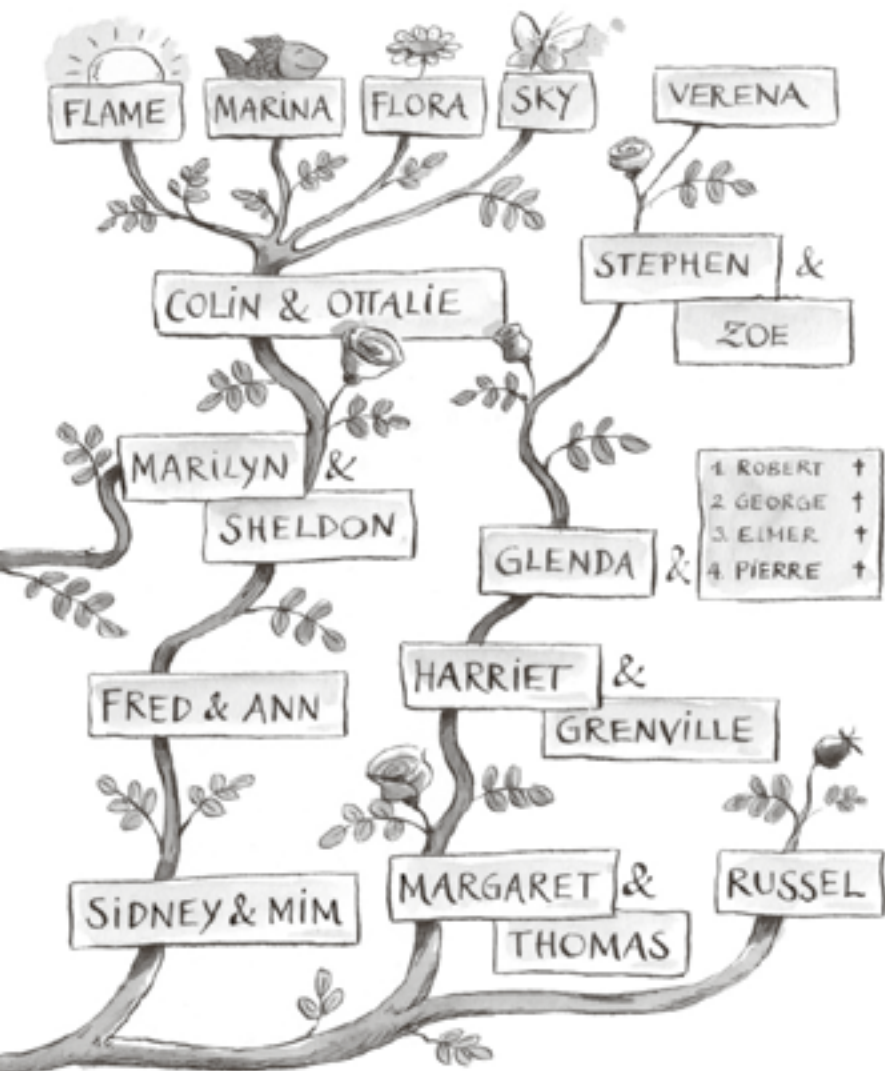 FLAME
MARINA
FLORA
SKY
VERENA
STEPHEN &
ZOE
COLIN & OTTALIE
MARILYN &
SHELDON
1. ROBERT †
2 GEORGE †
3. ELMER †
4. PIERRE †
GLENDA &
HARRIET &
GRENVILLE
FRED & ANN
SIDNEY & MIM
MARGARET &
THOMAS
RUSSEL